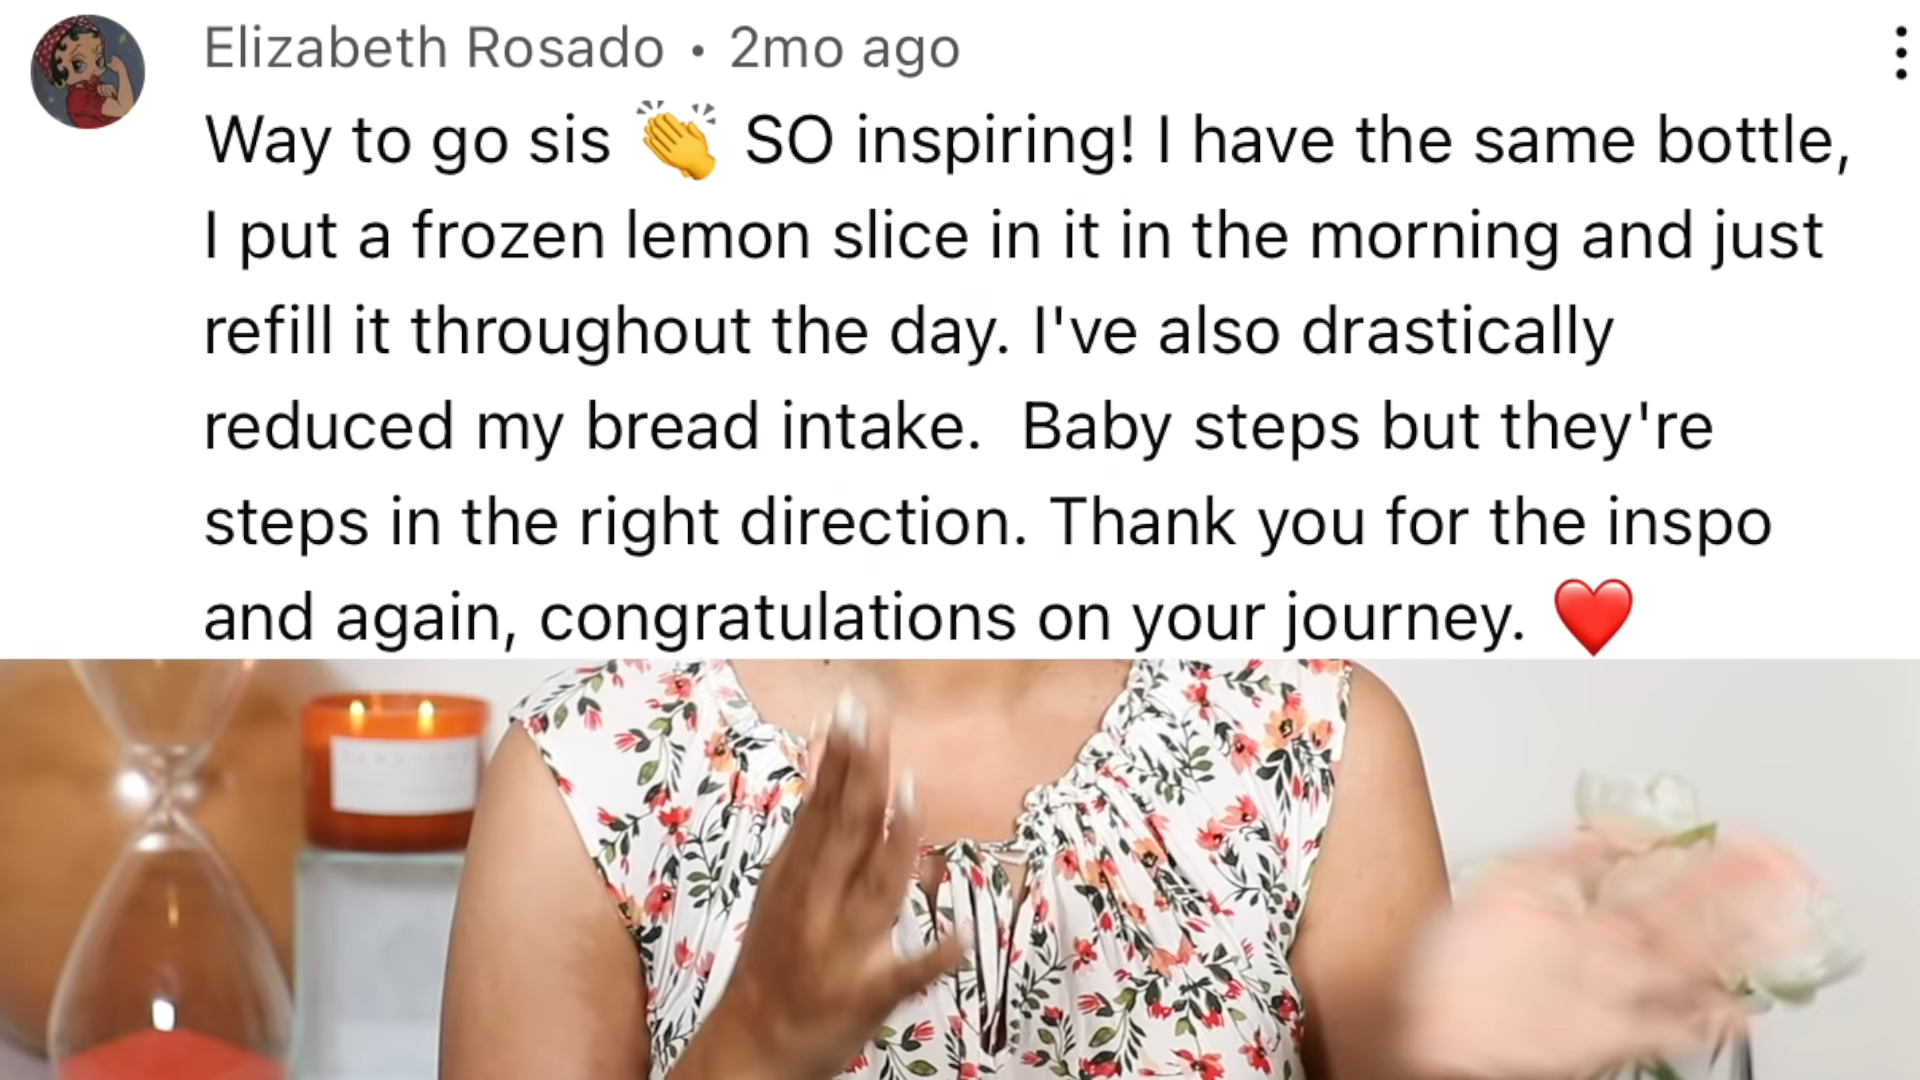 Elizabeth Rosado • 2mo ago
Way to go sis 👏 SO inspiring! I have the same bottle,
I put a frozen lemon slice in it in the morning and just
refill it throughout the day. I've also drastically
reduced my bread intake.  Baby steps but they're
steps in the right direction. Thank you for the inspo
and again, congratulations on your journey. ❤️